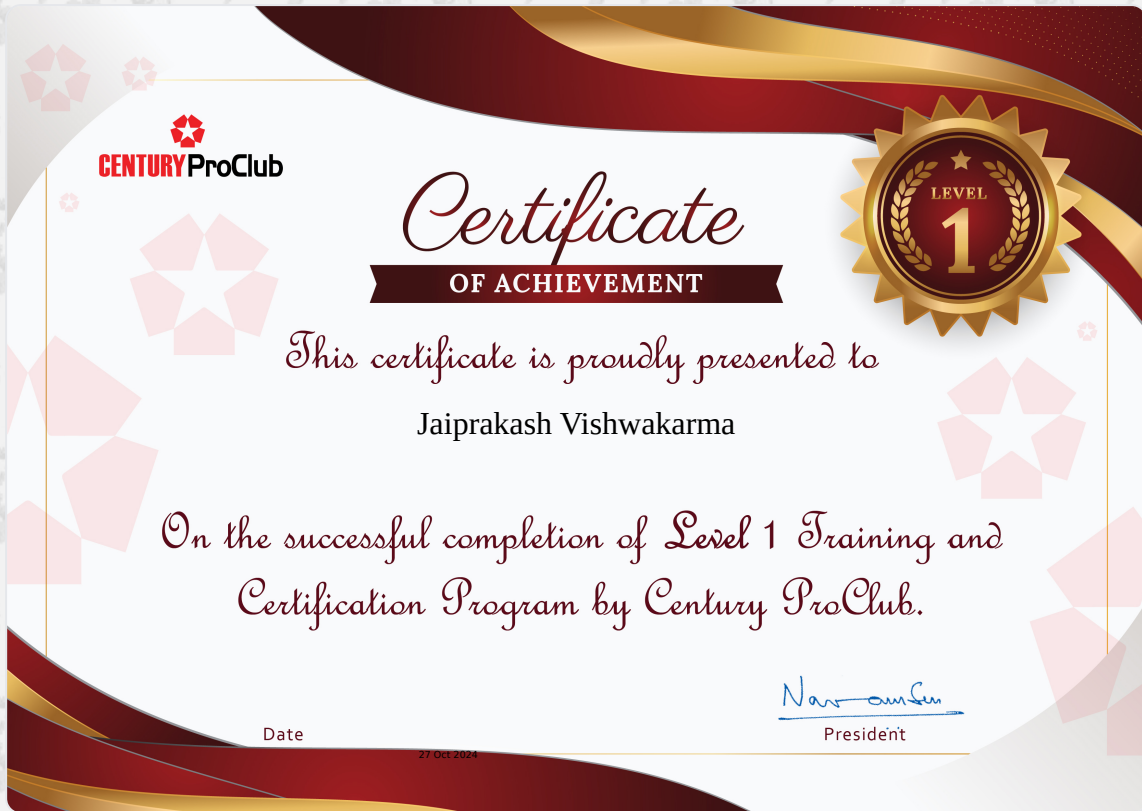 CENTURY ProClub
LEVEL
1
Certificate
OF ACHIEVEMENT
This certificate is proudly presented to
Jaiprakash Vishwakarma
On the successful completion of Level 1 Training and
Certification Program by Century ProClub.
Date
President
27 Oct 2024